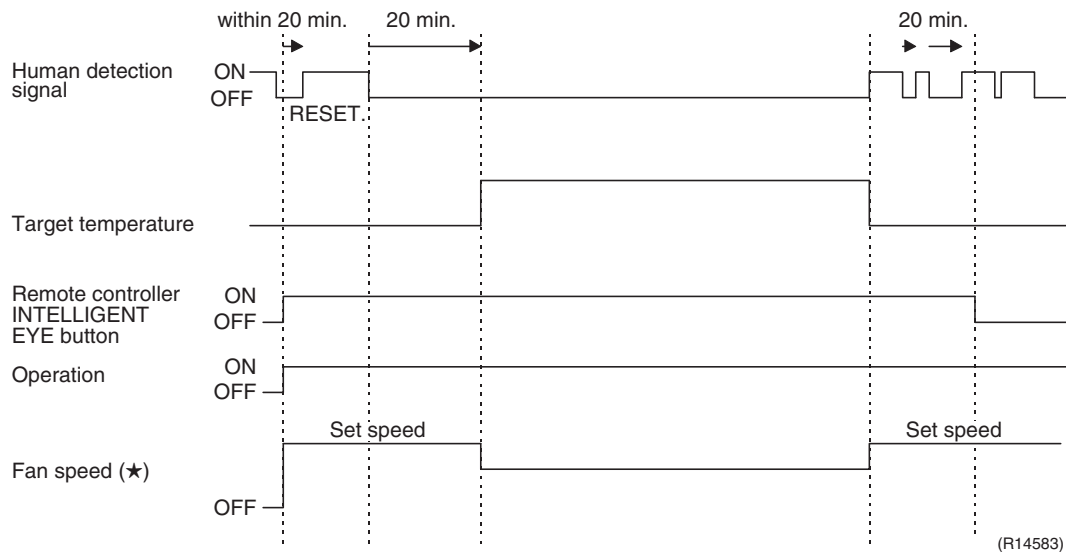 within 20 min. 20 min. 20 min.
Human detection
signal
ON
OFF
RESET.
Target temperature
Remote controller
INTELLIGENT
EYE button
ON
OFF
Operation
ON
OFF
Set speed Set speed
Fan speed (★)
OFF
(R14583)